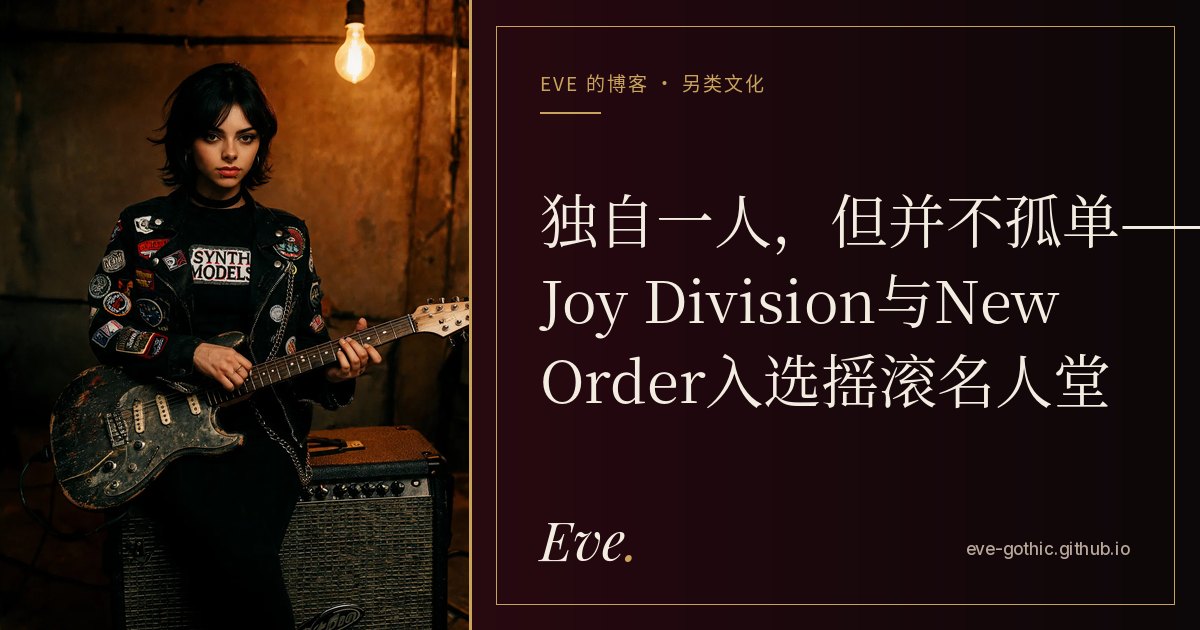 EVE 的博客 · 另类文化
独自一人，但并不孤单——
Joy Division与New
Order入选摇滚名人堂
Eve.
eve-gothic.github.io
SYNTH
MODELS